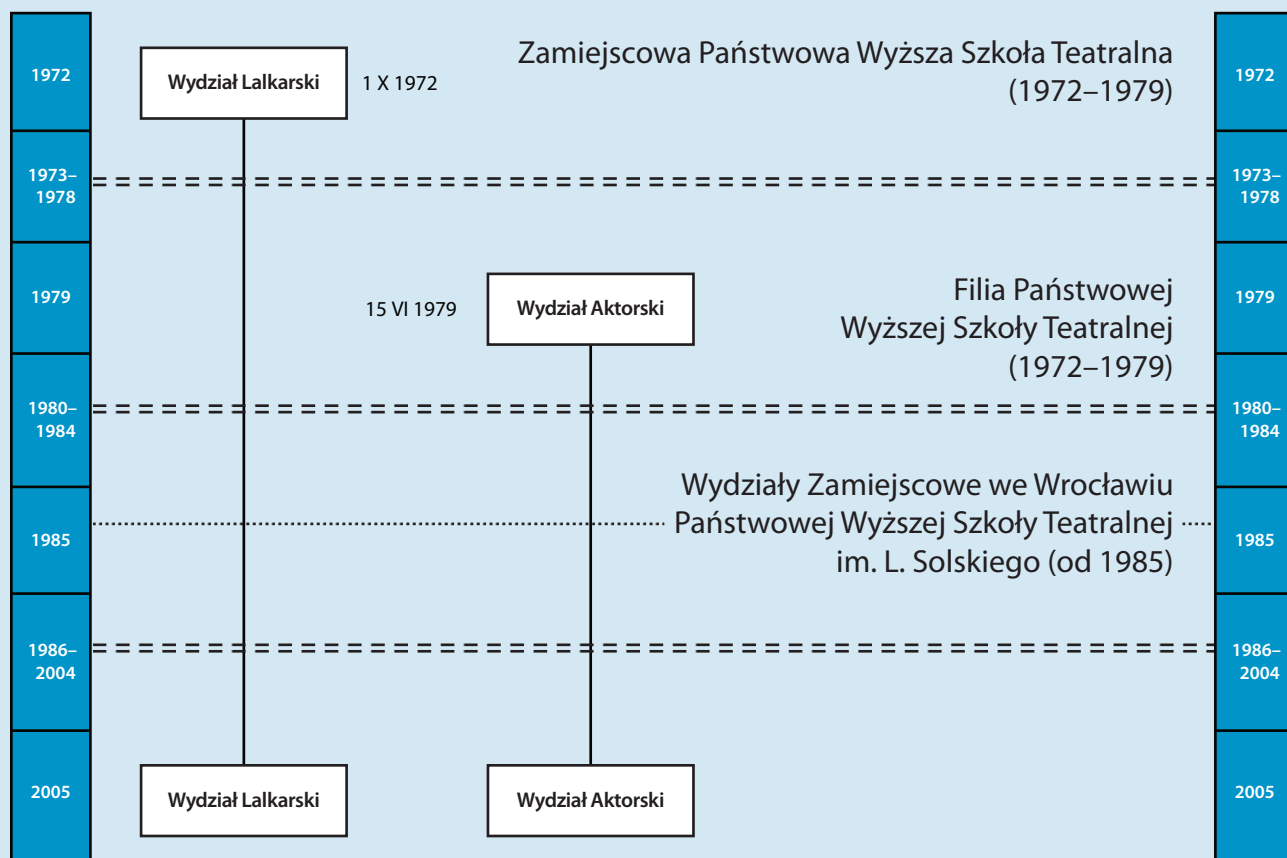 1972
Wydział Lalkarski
1 X 1972
Zamiejscowa Państwowa Wyższa Szkoła Teatralna
(1972–1979)
1972
1973–
1978
1973–
1978
1979
15 VI 1979
Wydział Aktorski
Filia Państwowej
Wyższej Szkoły Teatralnej
(1972–1979)
1979
1980–
1984
1980–
1984
1985
Wydziały Zamiejscowe we Wrocławiu
Państwowej Wyższej Szkoły Teatralnej
im. L. Solskiego (od 1985)
1985
1986–
2004
1986–
2004
2005
Wydział Lalkarski
Wydział Aktorski
2005